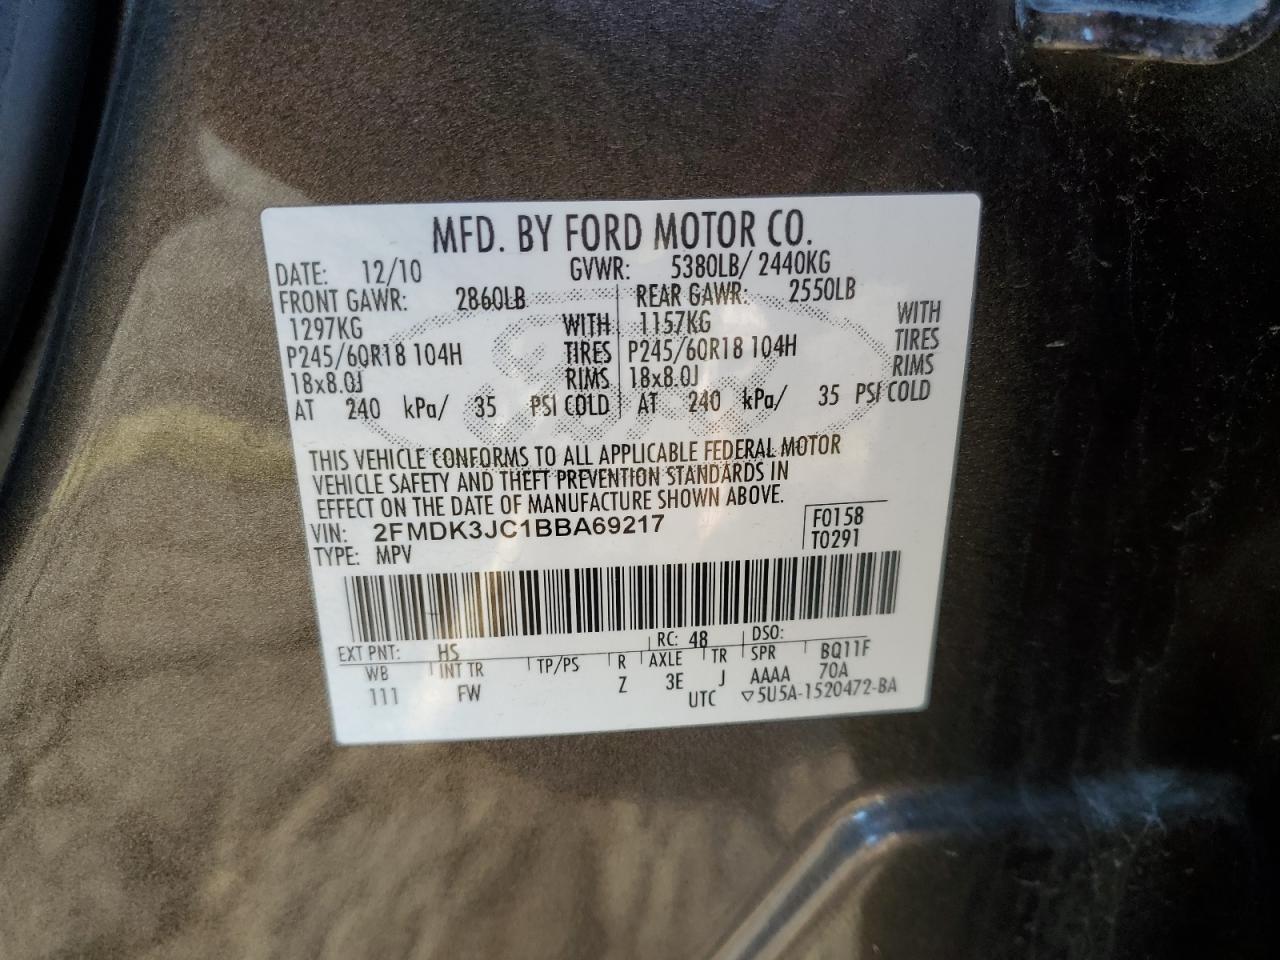 MFD. BY FORD MOTOR CO.
DATE: 12/10 GVWR: 5380LB/ 2440KG
FRONT GAWR: 2860LB REAR GAWR: 2550LB
1297KG WITH 1157KG WITH
P245/60R18 104H TIRES P245/60R18 104H TIRES
18x8.0J RIMS 18x8.0J RIMS
AT 240 kPa/ 35 PSI COLD AT 240 kPa/ 35 PSI COLD
THIS VEHICLE CONFORMS TO ALL APPLICABLE FEDERAL MOTOR
VEHICLE SAFETY AND THEFT PREVENTION STANDARDS IN
EFFECT ON THE DATE OF MANUFACTURE SHOWN ABOVE.
VIN: 2FMDK3JC1BBA69217 F0158
TYPE: MPV T0291
EXT PNT: HS RC: 48 DSO:
WB INT TR TP/PS R AXLE TR SPR BQ11F
111 FW Z 3E J AAAA 70A
UTC ▽5U5A-1520472-BA